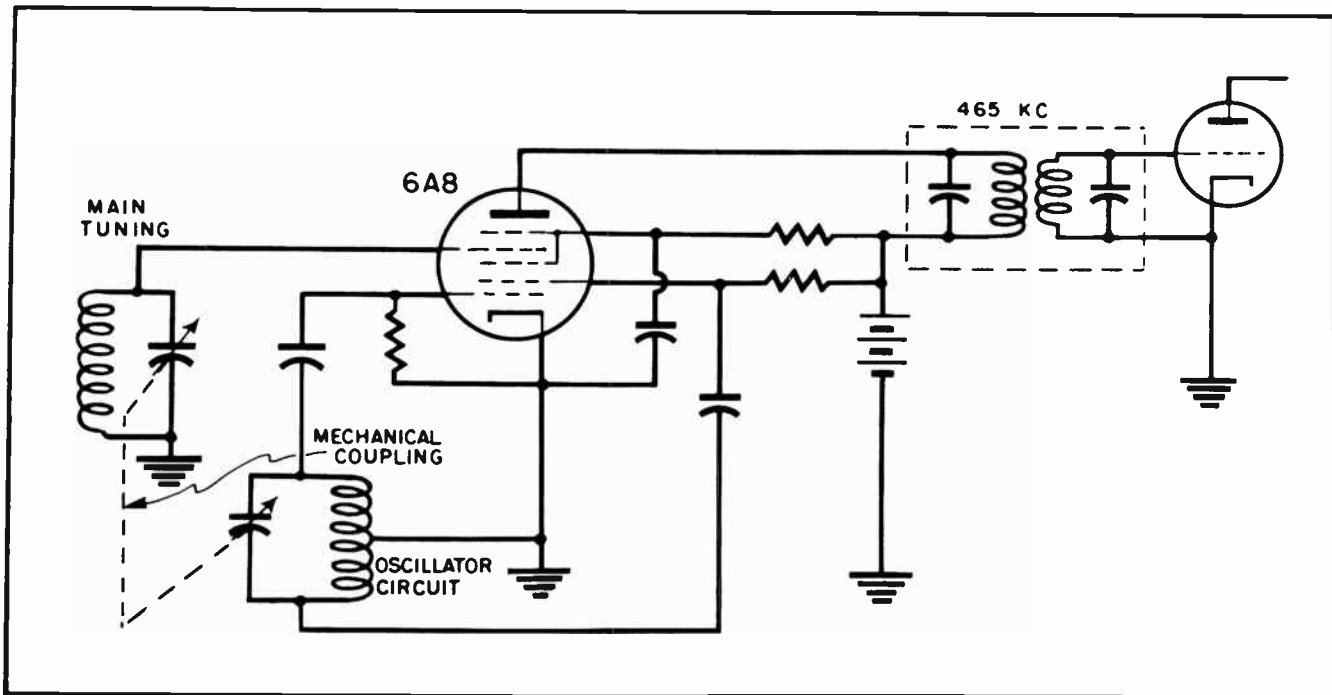 465 KC
6A8
MAIN
TUNING
MECHANICAL
COUPLING
OSCILLATOR
CIRCUIT